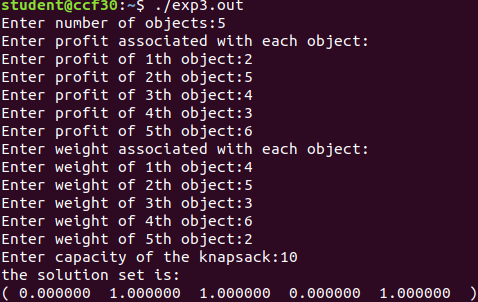 student@ccf30:~$ ./exp3.out
Enter number of objects:5
Enter profit associated with each object:
Enter profit of 1th object:2
Enter profit of 2th object:5
Enter profit of 3th object:4
Enter profit of 4th object:3
Enter profit of 5th object:6
Enter weight associated with each object:
Enter weight of 1th object:4
Enter weight of 2th object:5
Enter weight of 3th object:3
Enter weight of 4th object:6
Enter weight of 5th object:2
Enter capacity of the knapsack:10
the solution set is:
( 0.000000  1.000000  1.000000  0.000000  1.000000  )